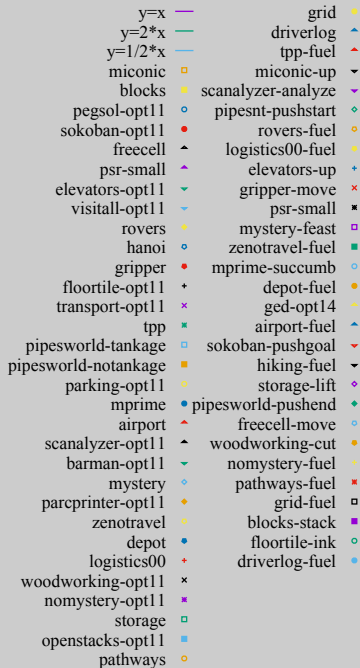 y=x
y=2*x
y=1/2*x
miconic
blocks
pegsol-opt11
sokoban-opt11
freecell
psr-small
elevators-opt11
visitall-opt11
rovers
hanoi
gripper
floortile-opt11
transport-opt11
tpp
pipesworld-tankage
pipesworld-notankage
parking-opt11
mprime
airport
scanalyzer-opt11
barman-opt11
mystery
parcprinter-opt11
zenotravel
depot
logistics00
woodworking-opt11
nomystery-opt11
storage
openstacks-opt11
pathways
grid
driverlog
tpp-fuel
miconic-up
scanalyzer-analyze
pipesnt-pushstart
rovers-fuel
logistics00-fuel
elevators-up
gripper-move
psr-small
mystery-feast
zenotravel-fuel
mprime-succumb
depot-fuel
ged-opt14
airport-fuel
sokoban-pushgoal
hiking-fuel
storage-lift
pipesworld-pushend
freecell-move
woodworking-cut
nomystery-fuel
pathways-fuel
grid-fuel
blocks-stack
floortile-ink
driverlog-fuel